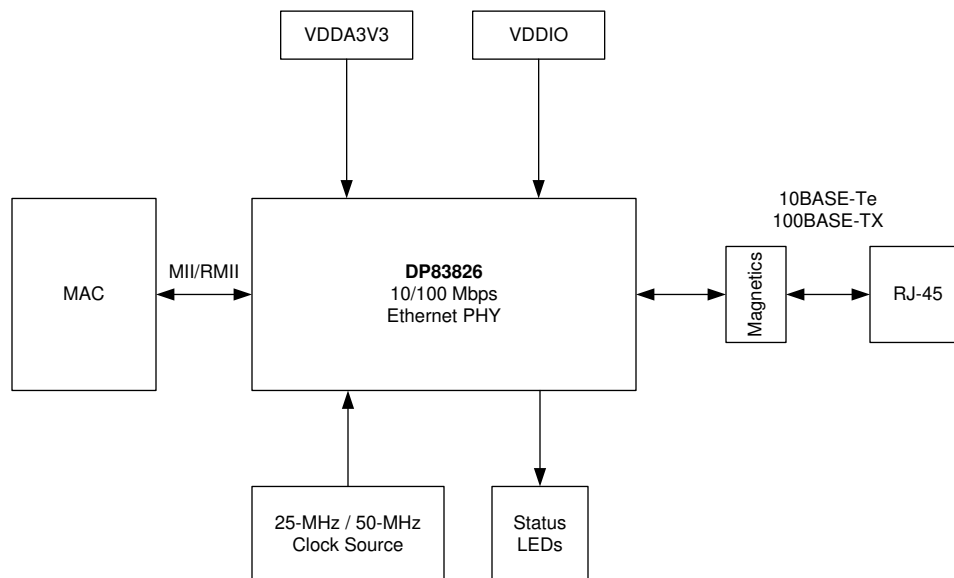 VDDA3V3
VDDIO
10BASE-Te
100BASE-TX
MAC
MII/RMII
DP83826
10/100 Mbps
Ethernet PHY
Magnetics
RJ-45
25-MHz / 50-MHz
Clock Source
Status
LEDs